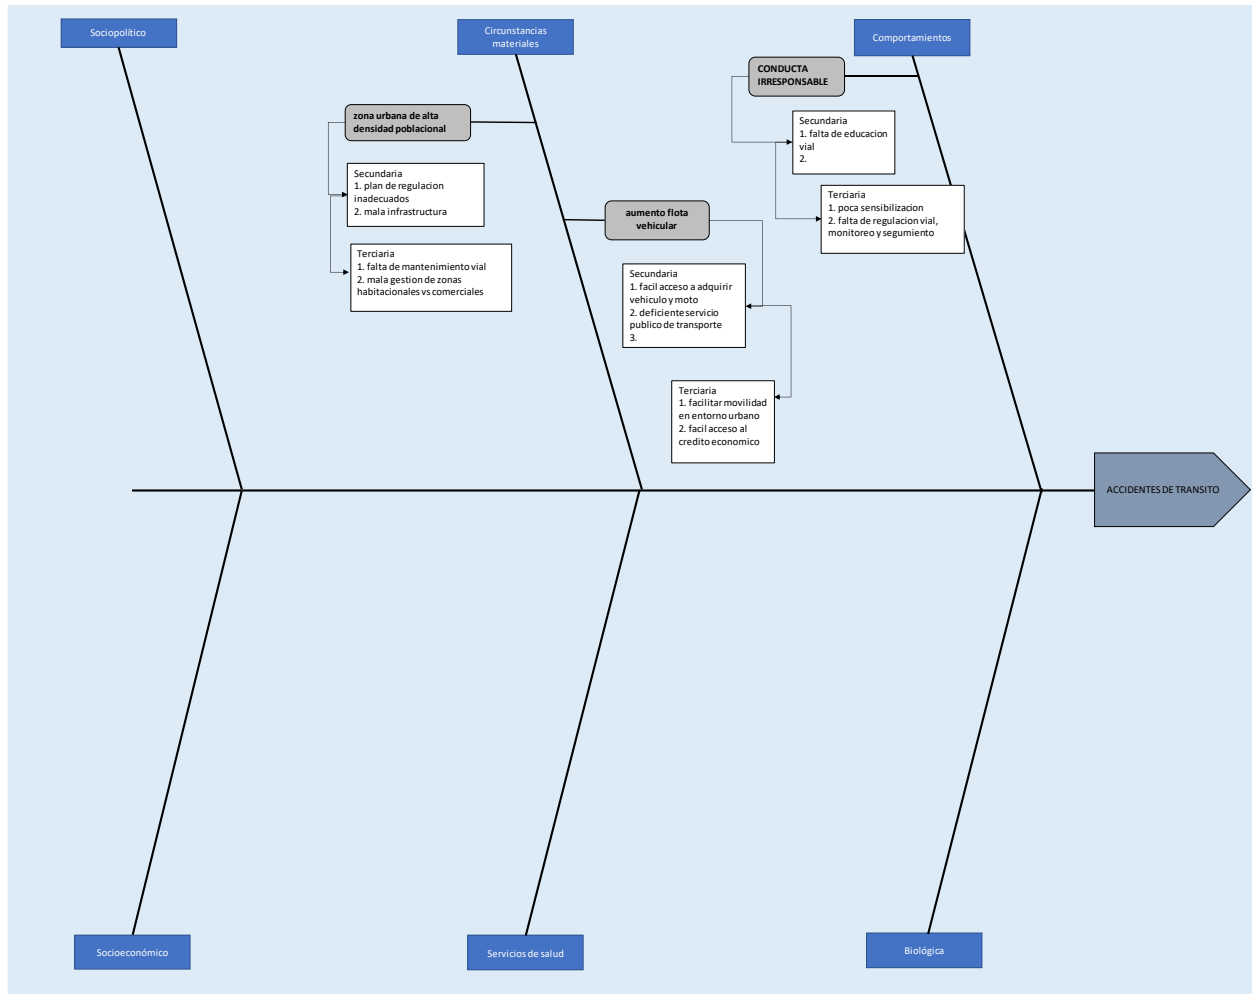 Sociopolítico
Circunstancias
materiales
Comportamientos
CONDUCTA
IRRESPONSABLE
zona urbana de alta
densidad poblacional
Secundaria
1. falta de educacion
vial
2.
Secundaria
1. plan de regulacion
inadecuados
2. mala infrastructura
Terciaria
1. poca sensibilizacion
2. falta de regulacion vial,
monitoreo y segumiento
aumento flota
vehicular
Terciaria
1. falta de mantenimiento vial
2. mala gestion de zonas
habitacionales vs comerciales
Secundaria
1. facil acceso a adquirir
vehiculo y moto
2. deficiente servicio
publico de transporte
3.
Terciaria
1. facilitar movilidad
en entorno urbano
2. facil acceso al
credito economico
ACCIDENTES DE TRANSITO
Socioeconómico
Servicios de salud
Biológica